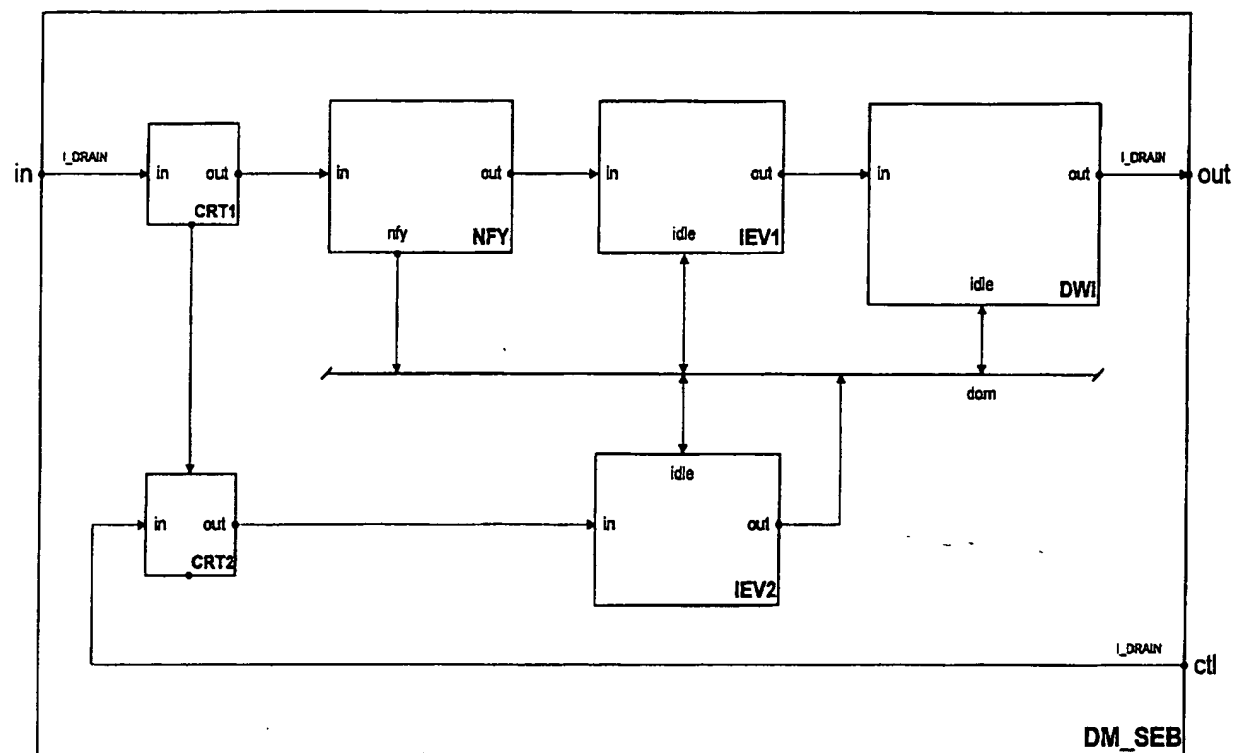 I_DRAIN
I_DRAIN
in
in
out
in
out
in
out
in
out
out
CRT1
nfy
NFY
idle
IEV1
idle
DWI
dom
idle
in
out
in
out
CRT2
IEV2
I_DRAIN
ctl
DM_SEB